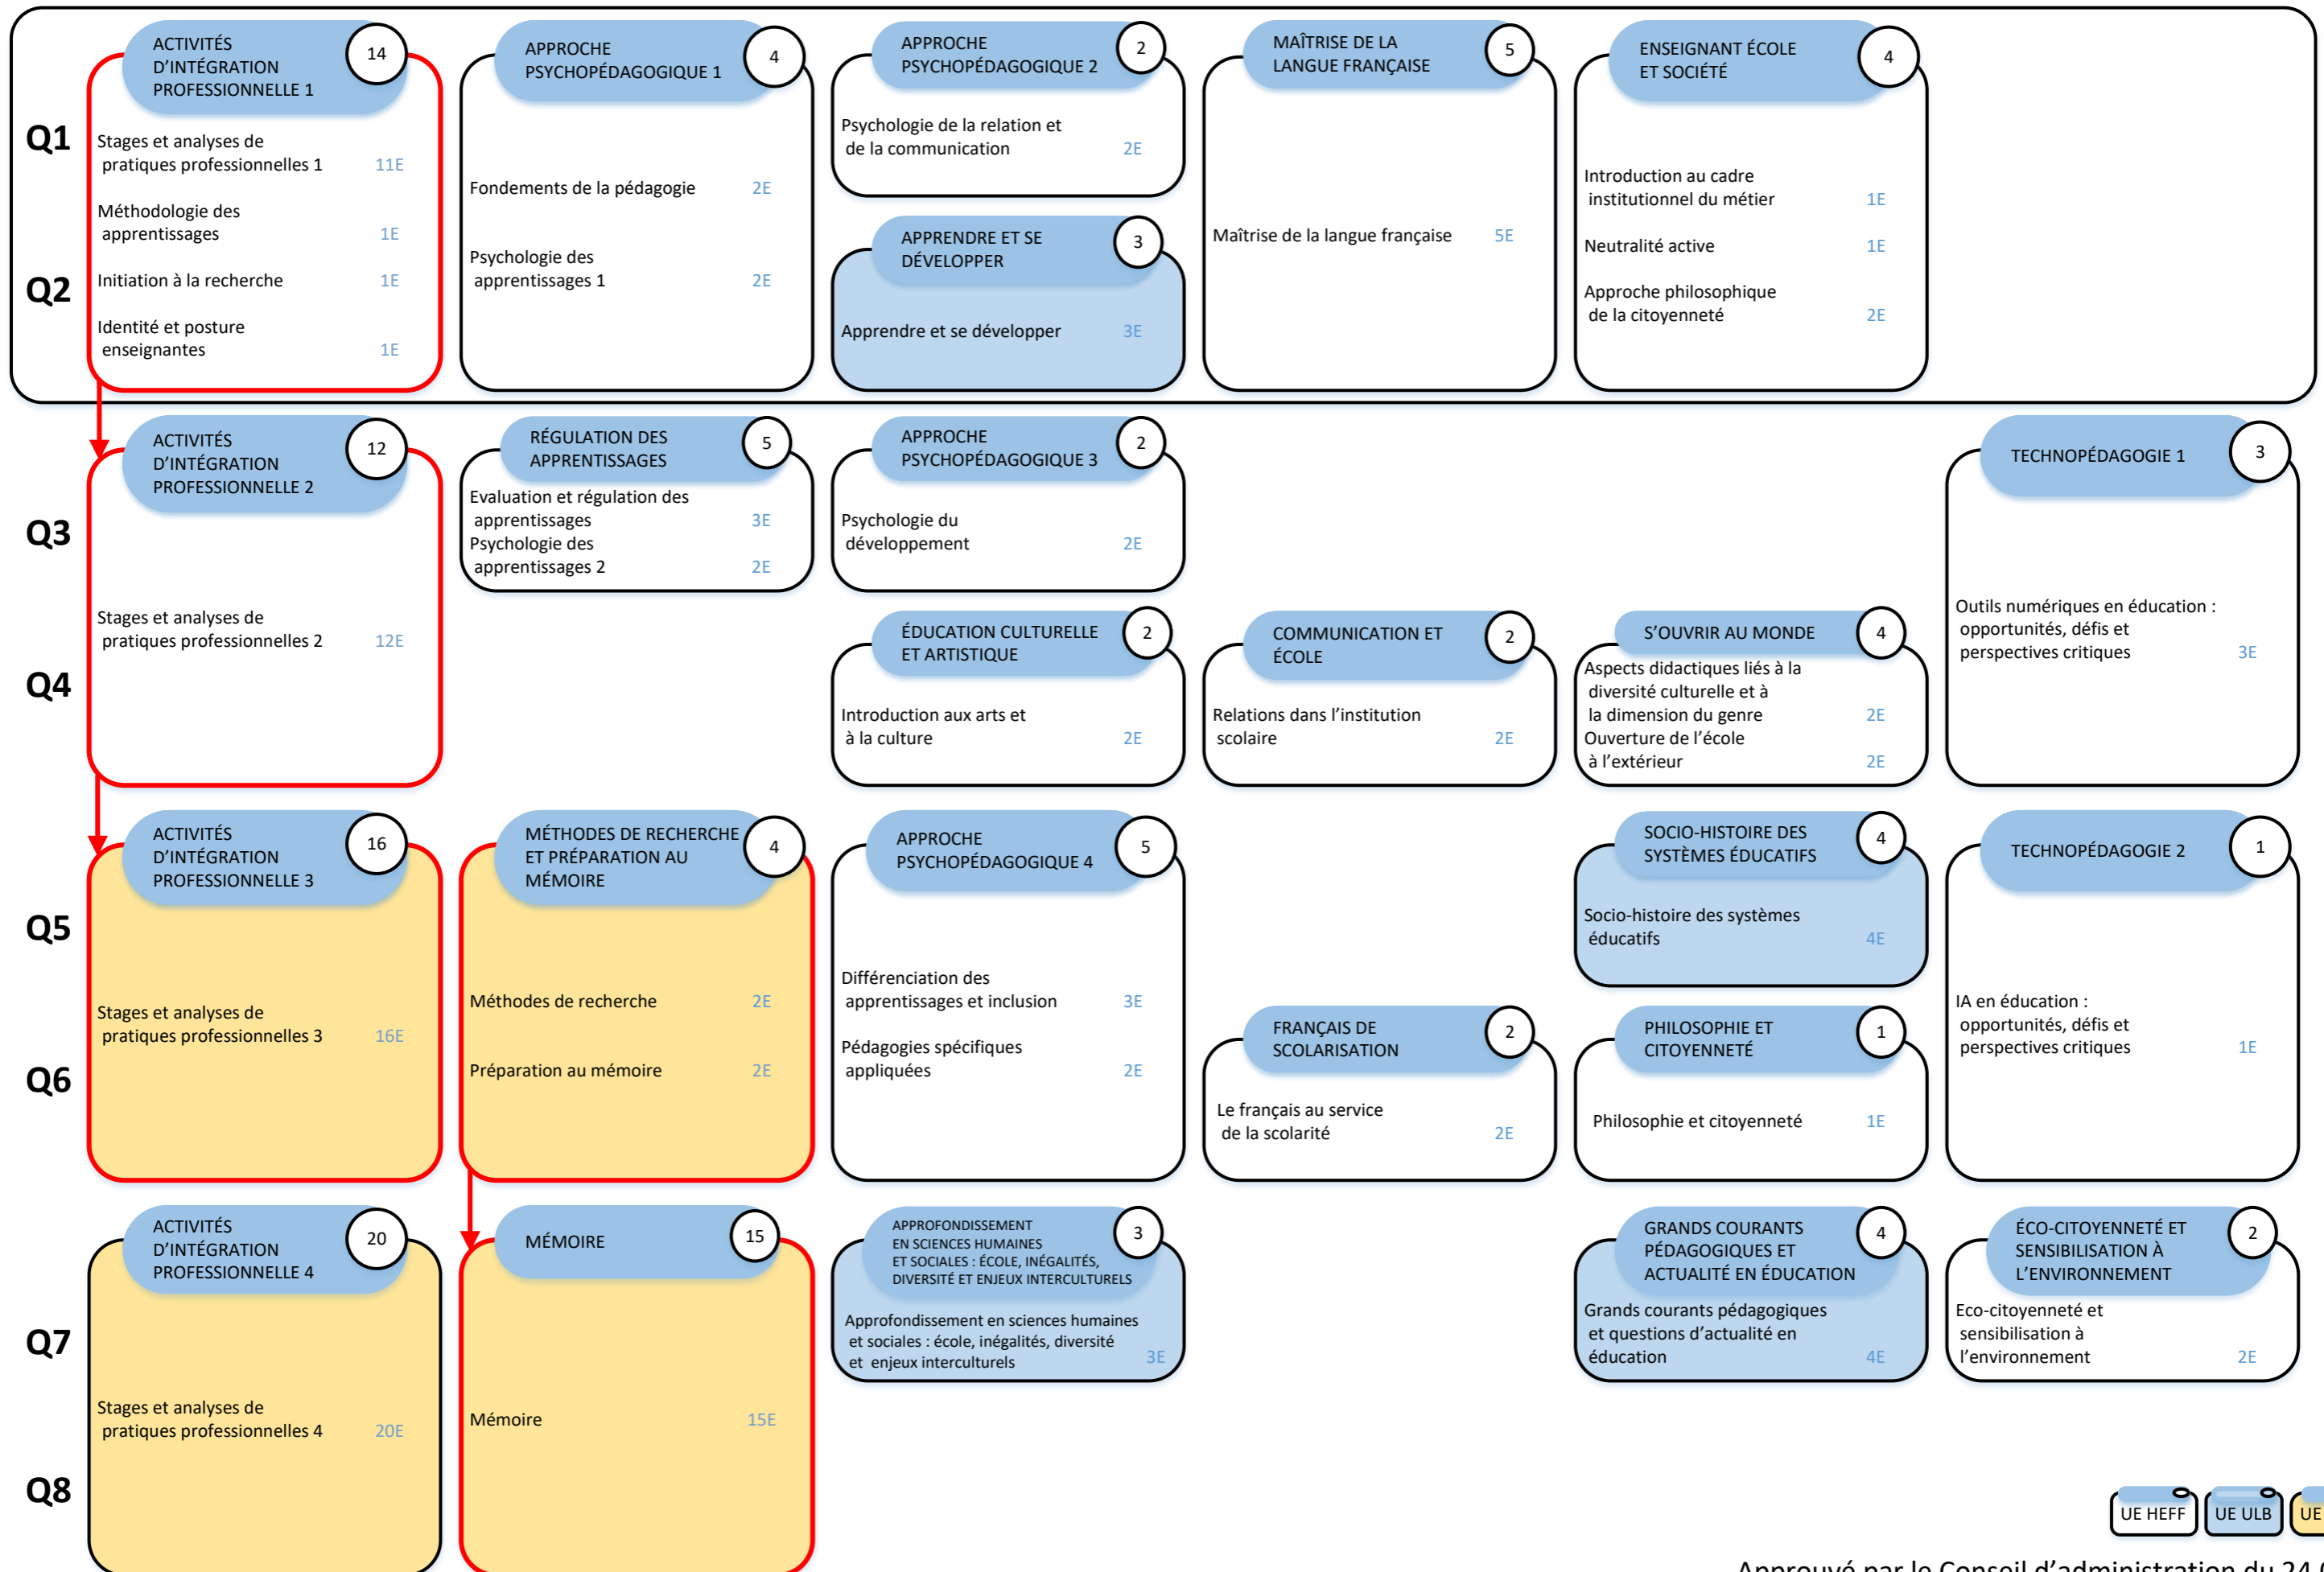 Q1
Q2
ACTIVITÉS
D’INTÉGRATION
PROFESSIONNELLE 1
14
Stages et analyses de
pratiques professionnelles 1 11E
Méthodologie des
apprentissages 1E
Initiation à la recherche 1E
Identité et posture
enseignantes 1E
APPROCHE
PSYCHOPÉDAGOGIQUE 1
4
Fondements de la pédagogie 2E
Psychologie des
apprentissages 1 2E
APPROCHE
PSYCHOPÉDAGOGIQUE 2
2
Psychologie de la relation et
de la communication 2E
APPRENDRE ET SE
DÉVELOPPER
3
Apprendre et se développer 3E
MAÎTRISE DE LA
LANGUE FRANÇAISE
5
Maîtrise de la langue française 5E
ENSEIGNANT ÉCOLE
ET SOCIÉTÉ
4
Introduction au cadre
institutionnel du métier 1E
Neutralité active 1E
Approche philosophique
de la citoyenneté 2E
Q3
Q4
ACTIVITÉS
D’INTÉGRATION
PROFESSIONNELLE 2
12
Stages et analyses de
pratiques professionnelles 2 12E
RÉGULATION DES
APPRENTISSAGES
5
Evaluation et régulation des
apprentissages 3E
Psychologie des
apprentissages 2 2E
APPROCHE
PSYCHOPÉDAGOGIQUE 3
2
Psychologie du
développement 2E
ÉDUCATION CULTURELLE
ET ARTISTIQUE
2
Introduction aux arts et
à la culture 2E
COMMUNICATION ET
ÉCOLE
2
Relations dans l’institution
scolaire 2E
S’OUVRIR AU MONDE
4
Aspects didactiques liés à la
diversité culturelle et à
la dimension du genre 2E
Ouverture de l’école
à l’extérieur 2E
TECHNOPÉDAGOGIE 1
3
Outils numériques en éducation :
opportunités, défis et
perspectives critiques 3E
Q5
Q6
ACTIVITÉS
D’INTÉGRATION
PROFESSIONNELLE 3
16
Stages et analyses de
pratiques professionnelles 3 16E
MÉTHODES DE RECHERCHE
ET PRÉPARATION AU
MÉMOIRE
4
Méthodes de recherche 2E
Préparation au mémoire 2E
APPROCHE
PSYCHOPÉDAGOGIQUE 4
5
Différenciation des
apprentissages et inclusion 3E
Pédagogies spécifiques
appliquées 2E
FRANÇAIS DE
SCOLARISATION
2
Le français au service
de la scolarité 2E
SOCIO-HISTOIRE DES
SYSTÈMES ÉDUCATIFS
4
Socio-histoire des systèmes
éducatifs 4E
PHILOSOPHIE ET
CITOYENNETÉ
1
Philosophie et citoyenneté 1E
TECHNOPÉDAGOGIE 2
1
IA en éducation :
opportunités, défis et
perspectives critiques 1E
Q7
Q8
ACTIVITÉS
D’INTÉGRATION
PROFESSIONNELLE 4
20
Stages et analyses de
pratiques professionnelles 4 20E
MÉMOIRE
15
Mémoire 15E
APPROFONDISSEMENT
EN SCIENCES HUMAINES
ET SOCIALES : ÉCOLE, INÉGALITÉS,
DIVERSITÉ ET ENJEUX INTERCULTURELS
3
Approfondissement en sciences humaines
et sociales : école, inégalités, diversité
et enjeux interculturels 3E
GRANDS COURANTS
PÉDAGOGIQUES ET
ACTUALITÉ EN ÉDUCATION
4
Grands courants pédagogiques
et questions d’actualité en
éducation 4E
ÉCO-CITOYENNETÉ ET
SENSIBILISATION À
L’ENVIRONNEMENT
2
Eco-citoyenneté et
sensibilisation à
l’environnement 2E
UE HEFF
UE ULB
UE
Approuvé par le Conseil d’administration du 24